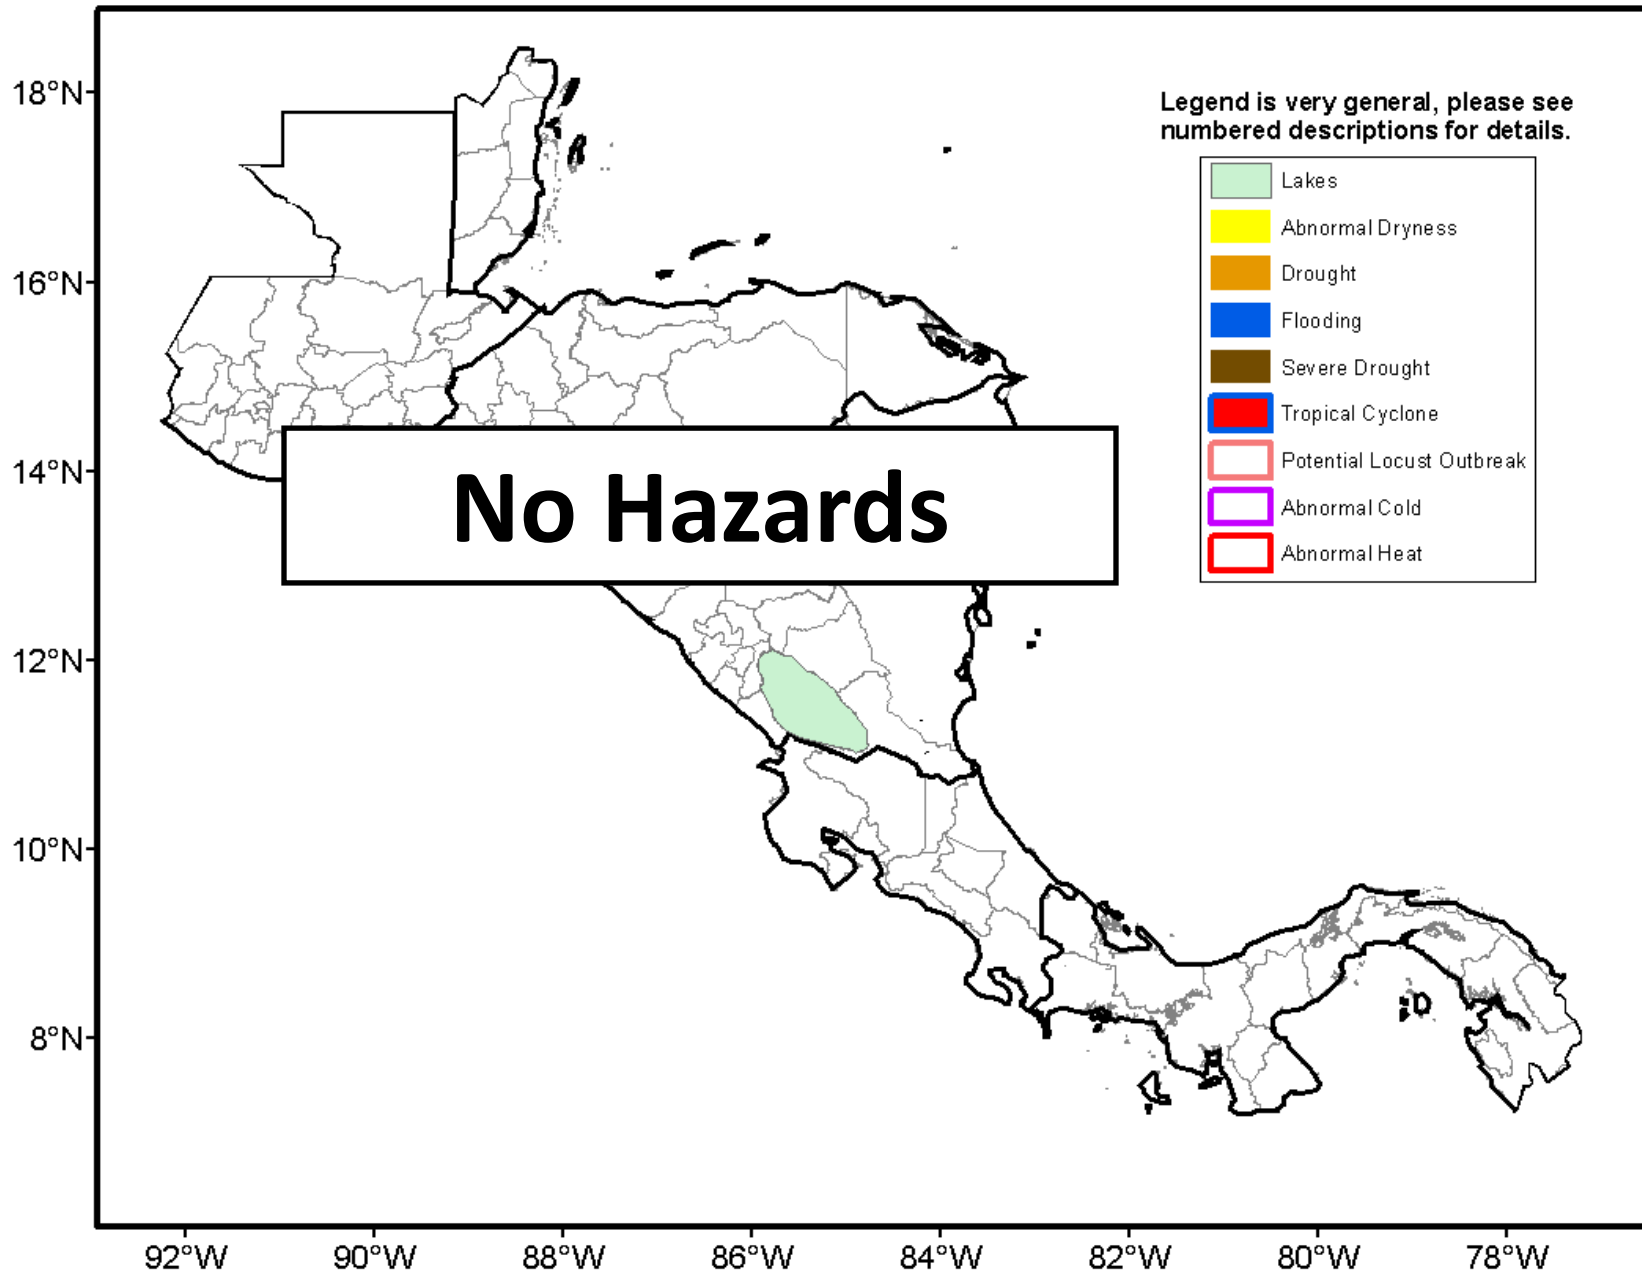 18°N
16°N
14°N
12°N
10°N
8°N
Legend is very general, please see
numbered descriptions for details.
Lakes
Abnormal Dryness
Drought
Flooding
Severe Drought
Tropical Cyclone
Potential Locust Outbreak
Abnormal Cold
Abnormal Heat
No Hazards
92°W 90°W 88°W 86°W 84°W 82°W 80°W 78°W